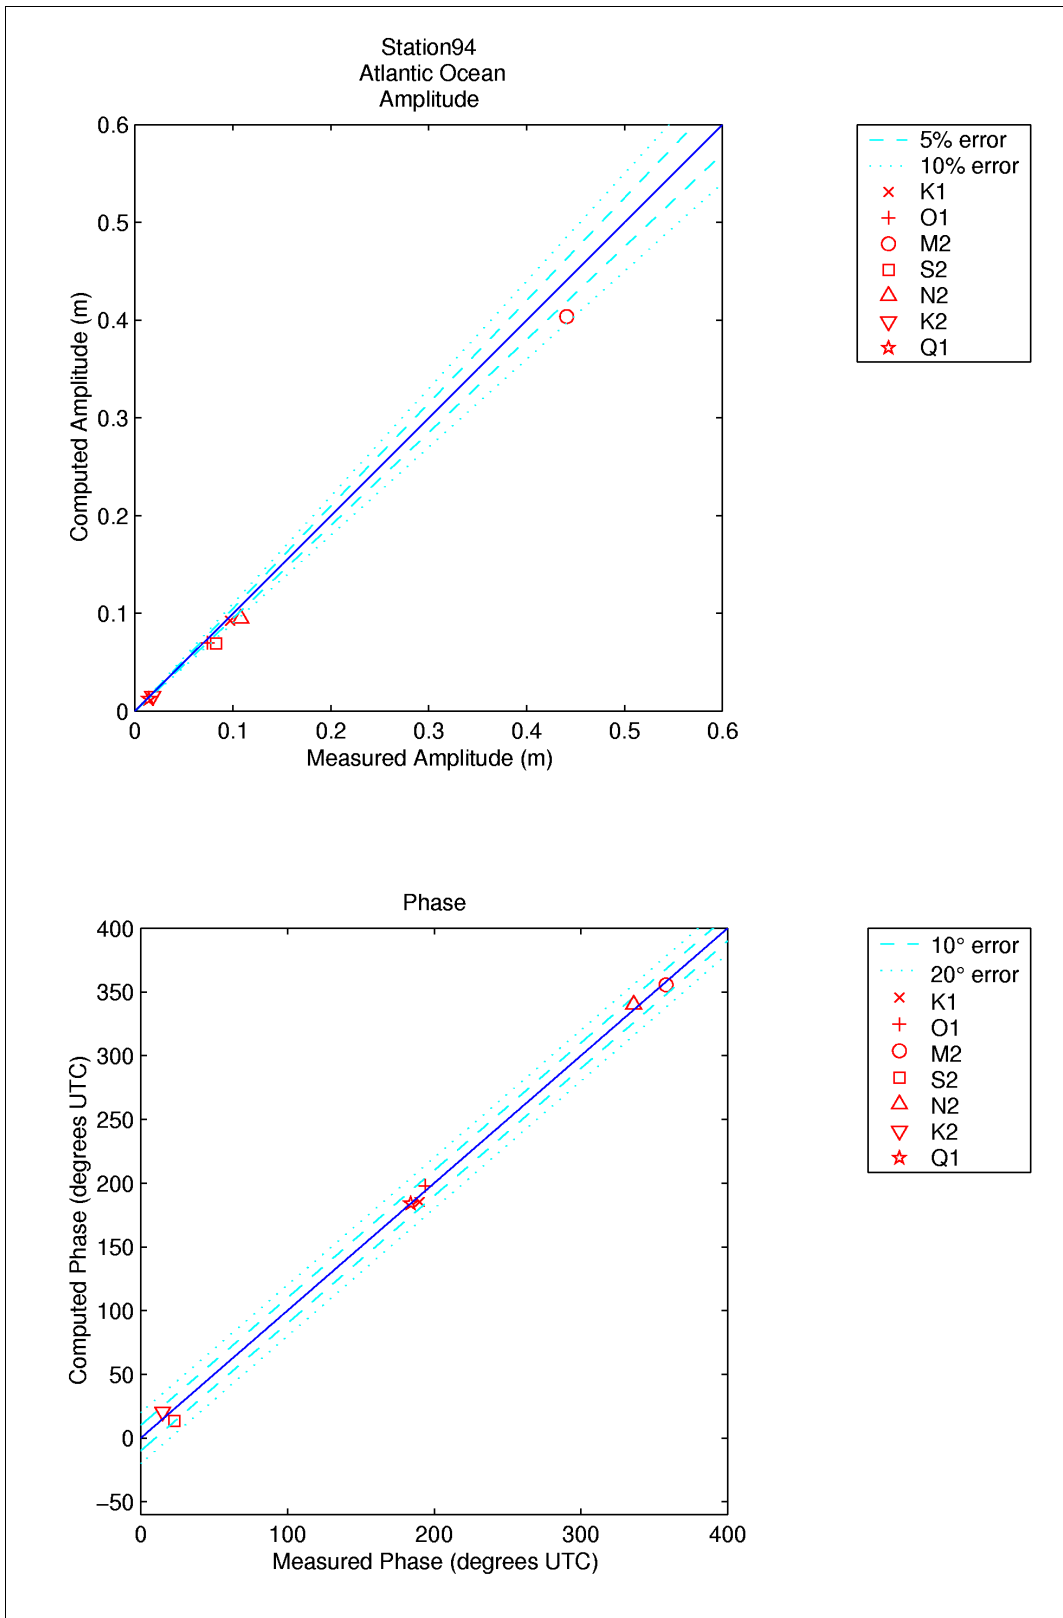 Station94
Atlantic Ocean
Amplitude
0.6
0.5
0.4
0.3
0.2
0.1
0
Computed Amplitude (m)
0
0.1
0.2
0.3
0.4
0.5
0.6
Measured Amplitude (m)
5% error
10% error
K1
O1
M2
S2
N2
K2
Q1
Phase
400
350
300
250
200
150
100
50
0
−50
Computed Phase (degrees UTC)
0
100
200
300
400
Measured Phase (degrees UTC)
10° error
20° error
K1
O1
M2
S2
N2
K2
Q1